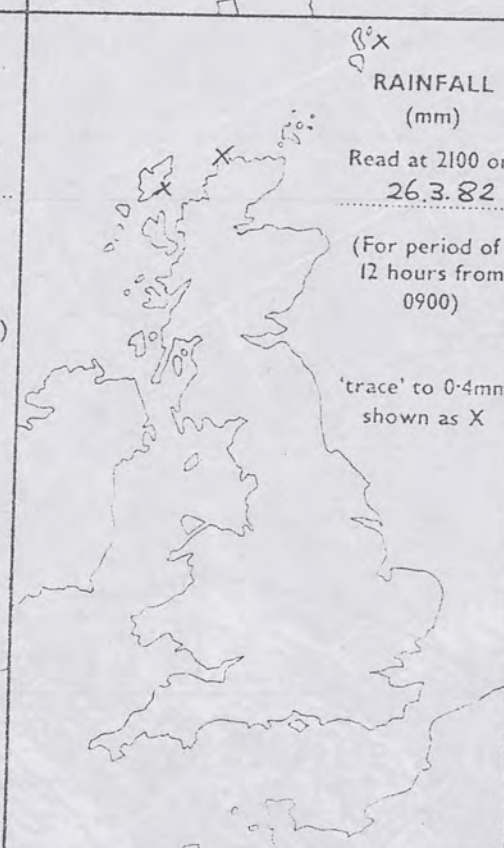 RAINFALL
(mm)
Read at 2100 on
26.3.82
(For period of
12 hours from
0900)
'trace' to 0·4mm
shown as X
X
X
X
)